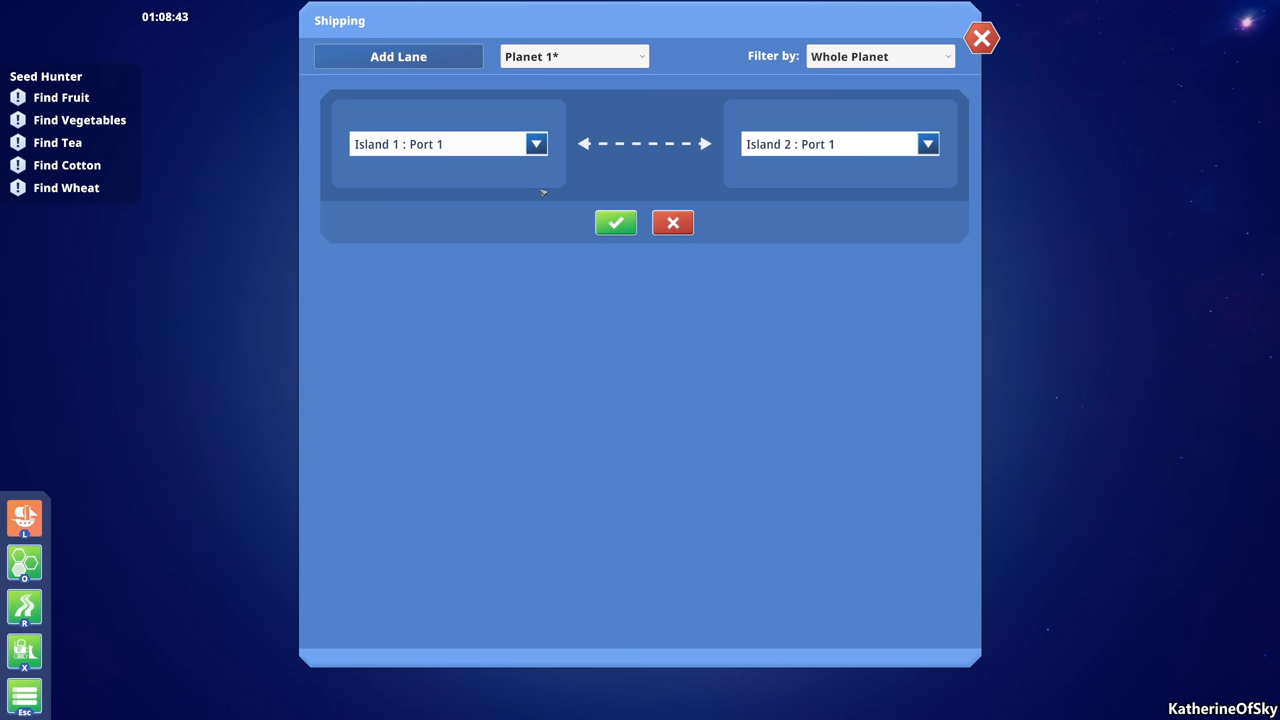 01:08:43
Shipping
Add Lane
Planet 1*
Filter by:
Whole Planet
Seed Hunter
Find Fruit
Find Vegetables
Find Tea
Find Cotton
Find Wheat
Island 1 : Port 1
Island 2 : Port 1
L
O
R
X
Esc
KatherineOfSky